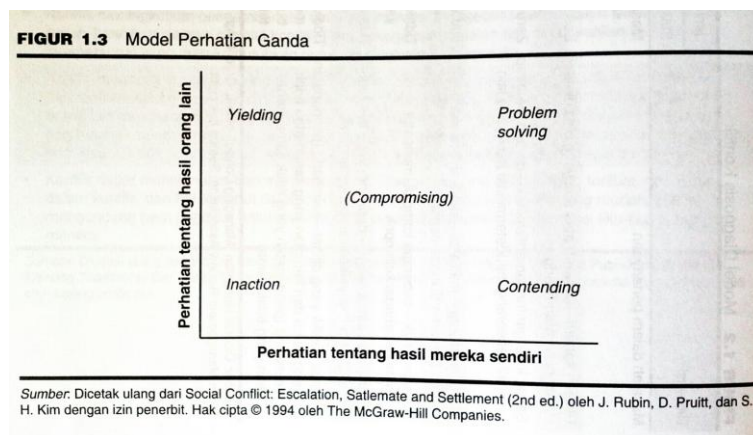 FIGUR 1.3 Model Perhatian Ganda
Perhatian tentang hasil orang lain
Yielding
Problem
solving
(Compromising)
Inaction
Contending
Perhatian tentang hasil mereka sendiri
Sumber: Dicetak ulang dari Social Conflict: Escalation, Satlemate and Settlement (2nd ed.) oleh J. Rubin, D. Pruitt, dan S.
H. Kim dengan izin penerbit. Hak cipta © 1994 oleh The McGraw-Hill Companies.